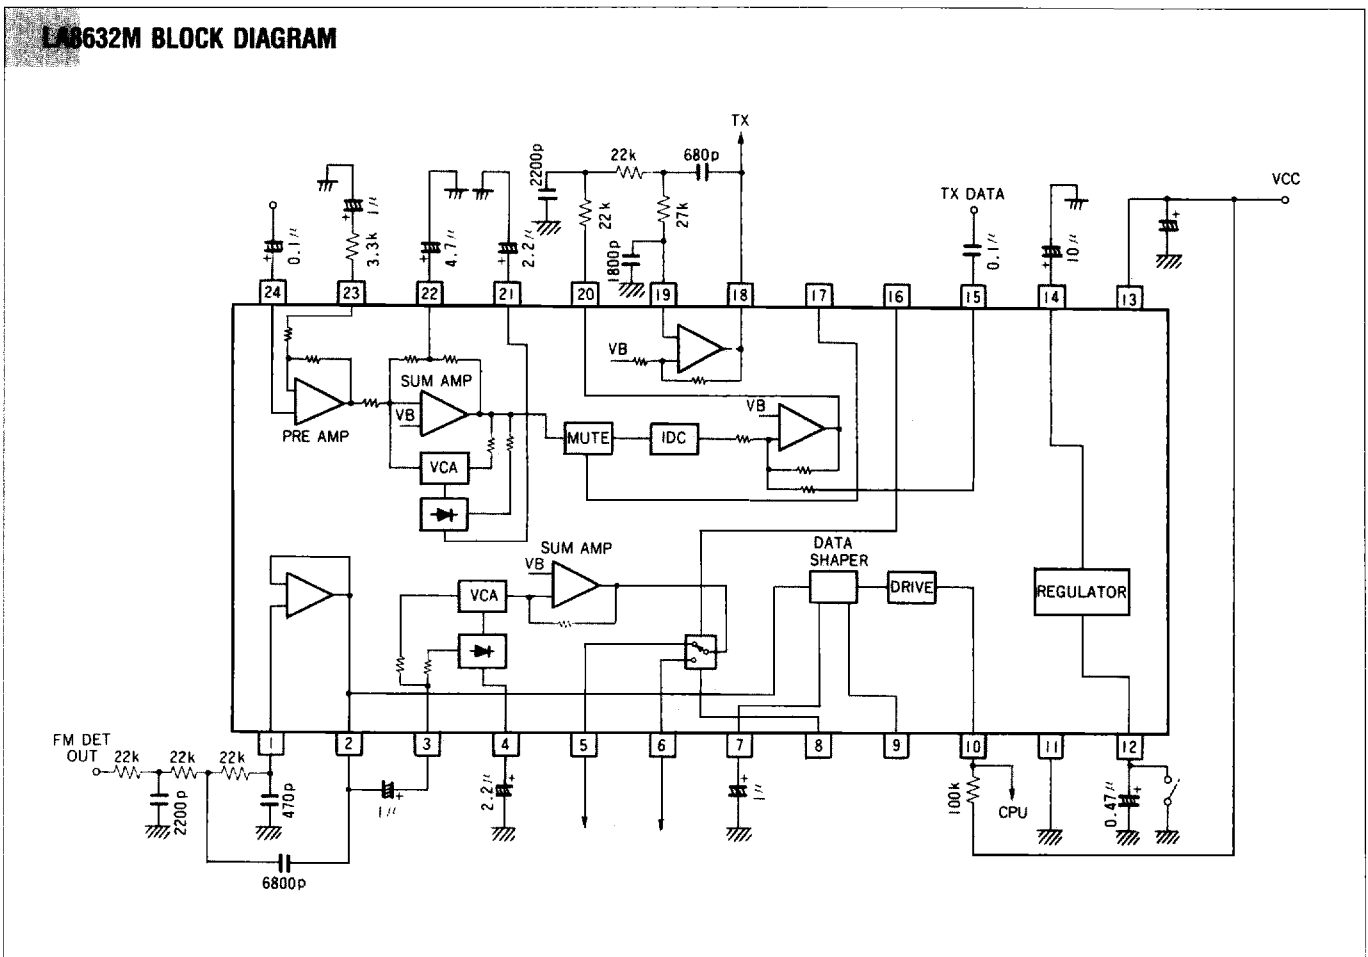 LA8632M BLOCK DIAGRAM
TX
2200p
22k
680p
22k
27k
1800p
VCC
TX DATA
0.1μ
3.3k
1μ
4.7μ
2.2μ
0.1μ
10μ
24
23
22
21
20
19
18
17
16
15
14
13
VB
SUM AMP
VB
PRE AMP
VCA
MUTE
IDC
VB
SUM AMP
VB
VCA
DATA
SHAPER
DRIVE
REGULATOR
1
2
3
4
5
6
7
8
9
10
11
12
FM DET
OUT
22k
22k
22k
2200p
470p
6800p
1μ
2.2μ
1μ
100k
CPU
0.47μ